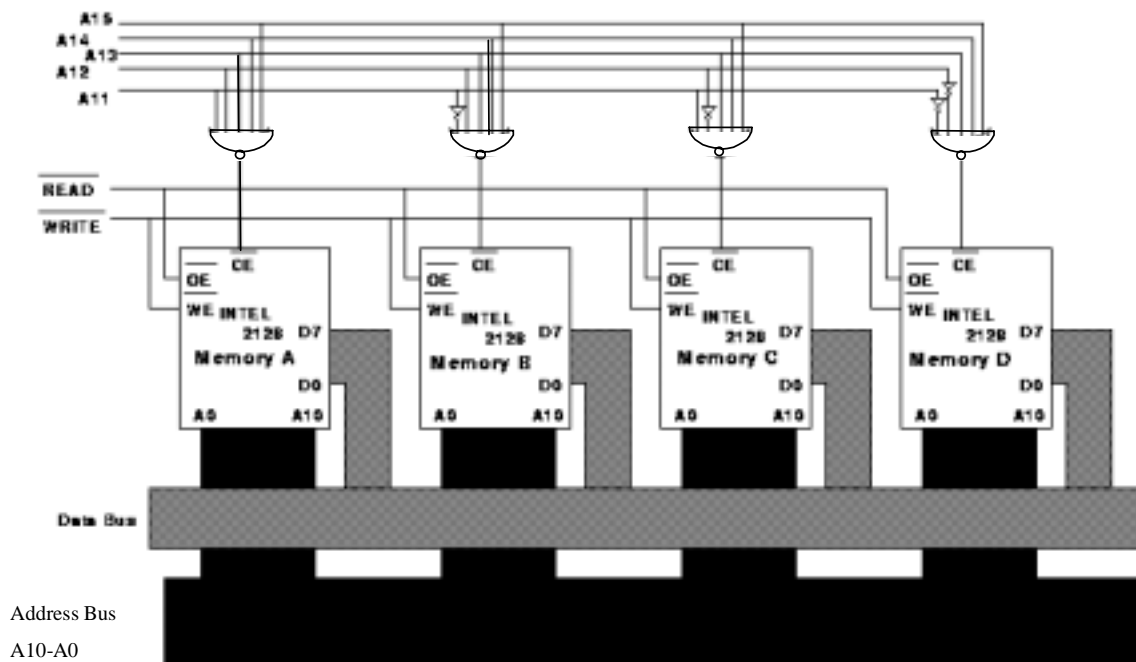 A15
A14
A13
A12
A11
READ
WRITE
CE
OE
WE INTEL
2128 D7
Memory A
D0
A0 A10
CE
OE
WE INTEL
2128 D7
Memory B
D0
A0 A10
CE
OE
WE INTEL
2128 D7
Memory C
D0
A0 A10
CE
OE
WE INTEL
2128 D7
Memory D
D0
A0 A10
Data Bus
Address Bus
A10-A0